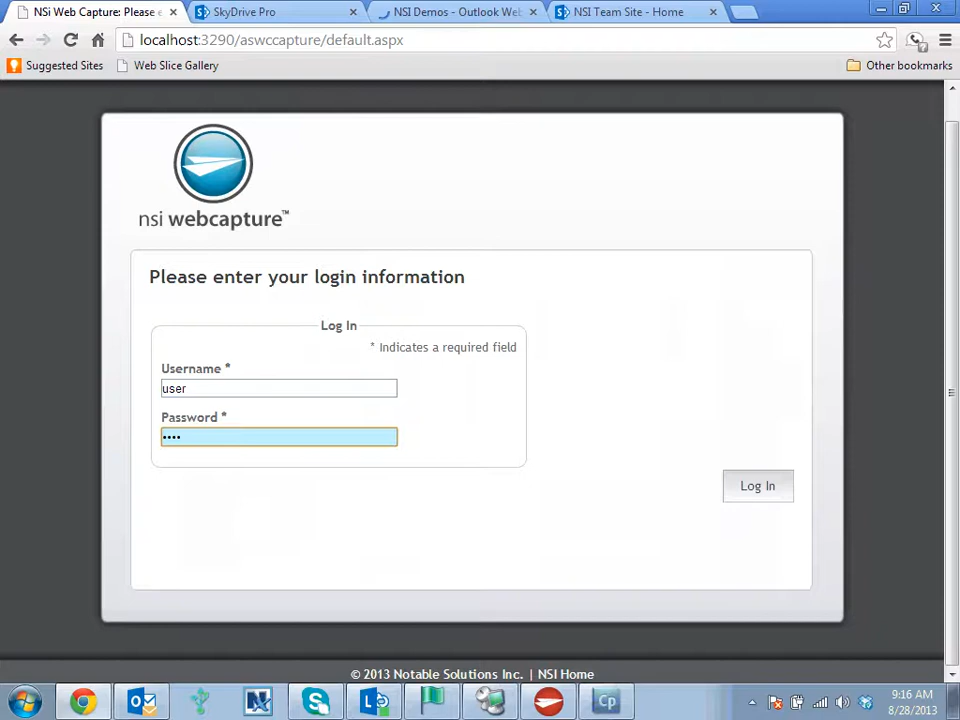 NSi Web Capture: Please e
SkyDrive Pro
NSI Demos - Outlook Web
NSI Team Site - Home
localhost:3290/aswccapture/default.aspx
Suggested Sites
Web Slice Gallery
Other bookmarks
nsi webcapture™
Please enter your login information
Log In
* Indicates a required field
Username *
user
Password *
••••
Log In
© 2013 Notable Solutions Inc. | NSI Home
9:16 AM
8/28/2013